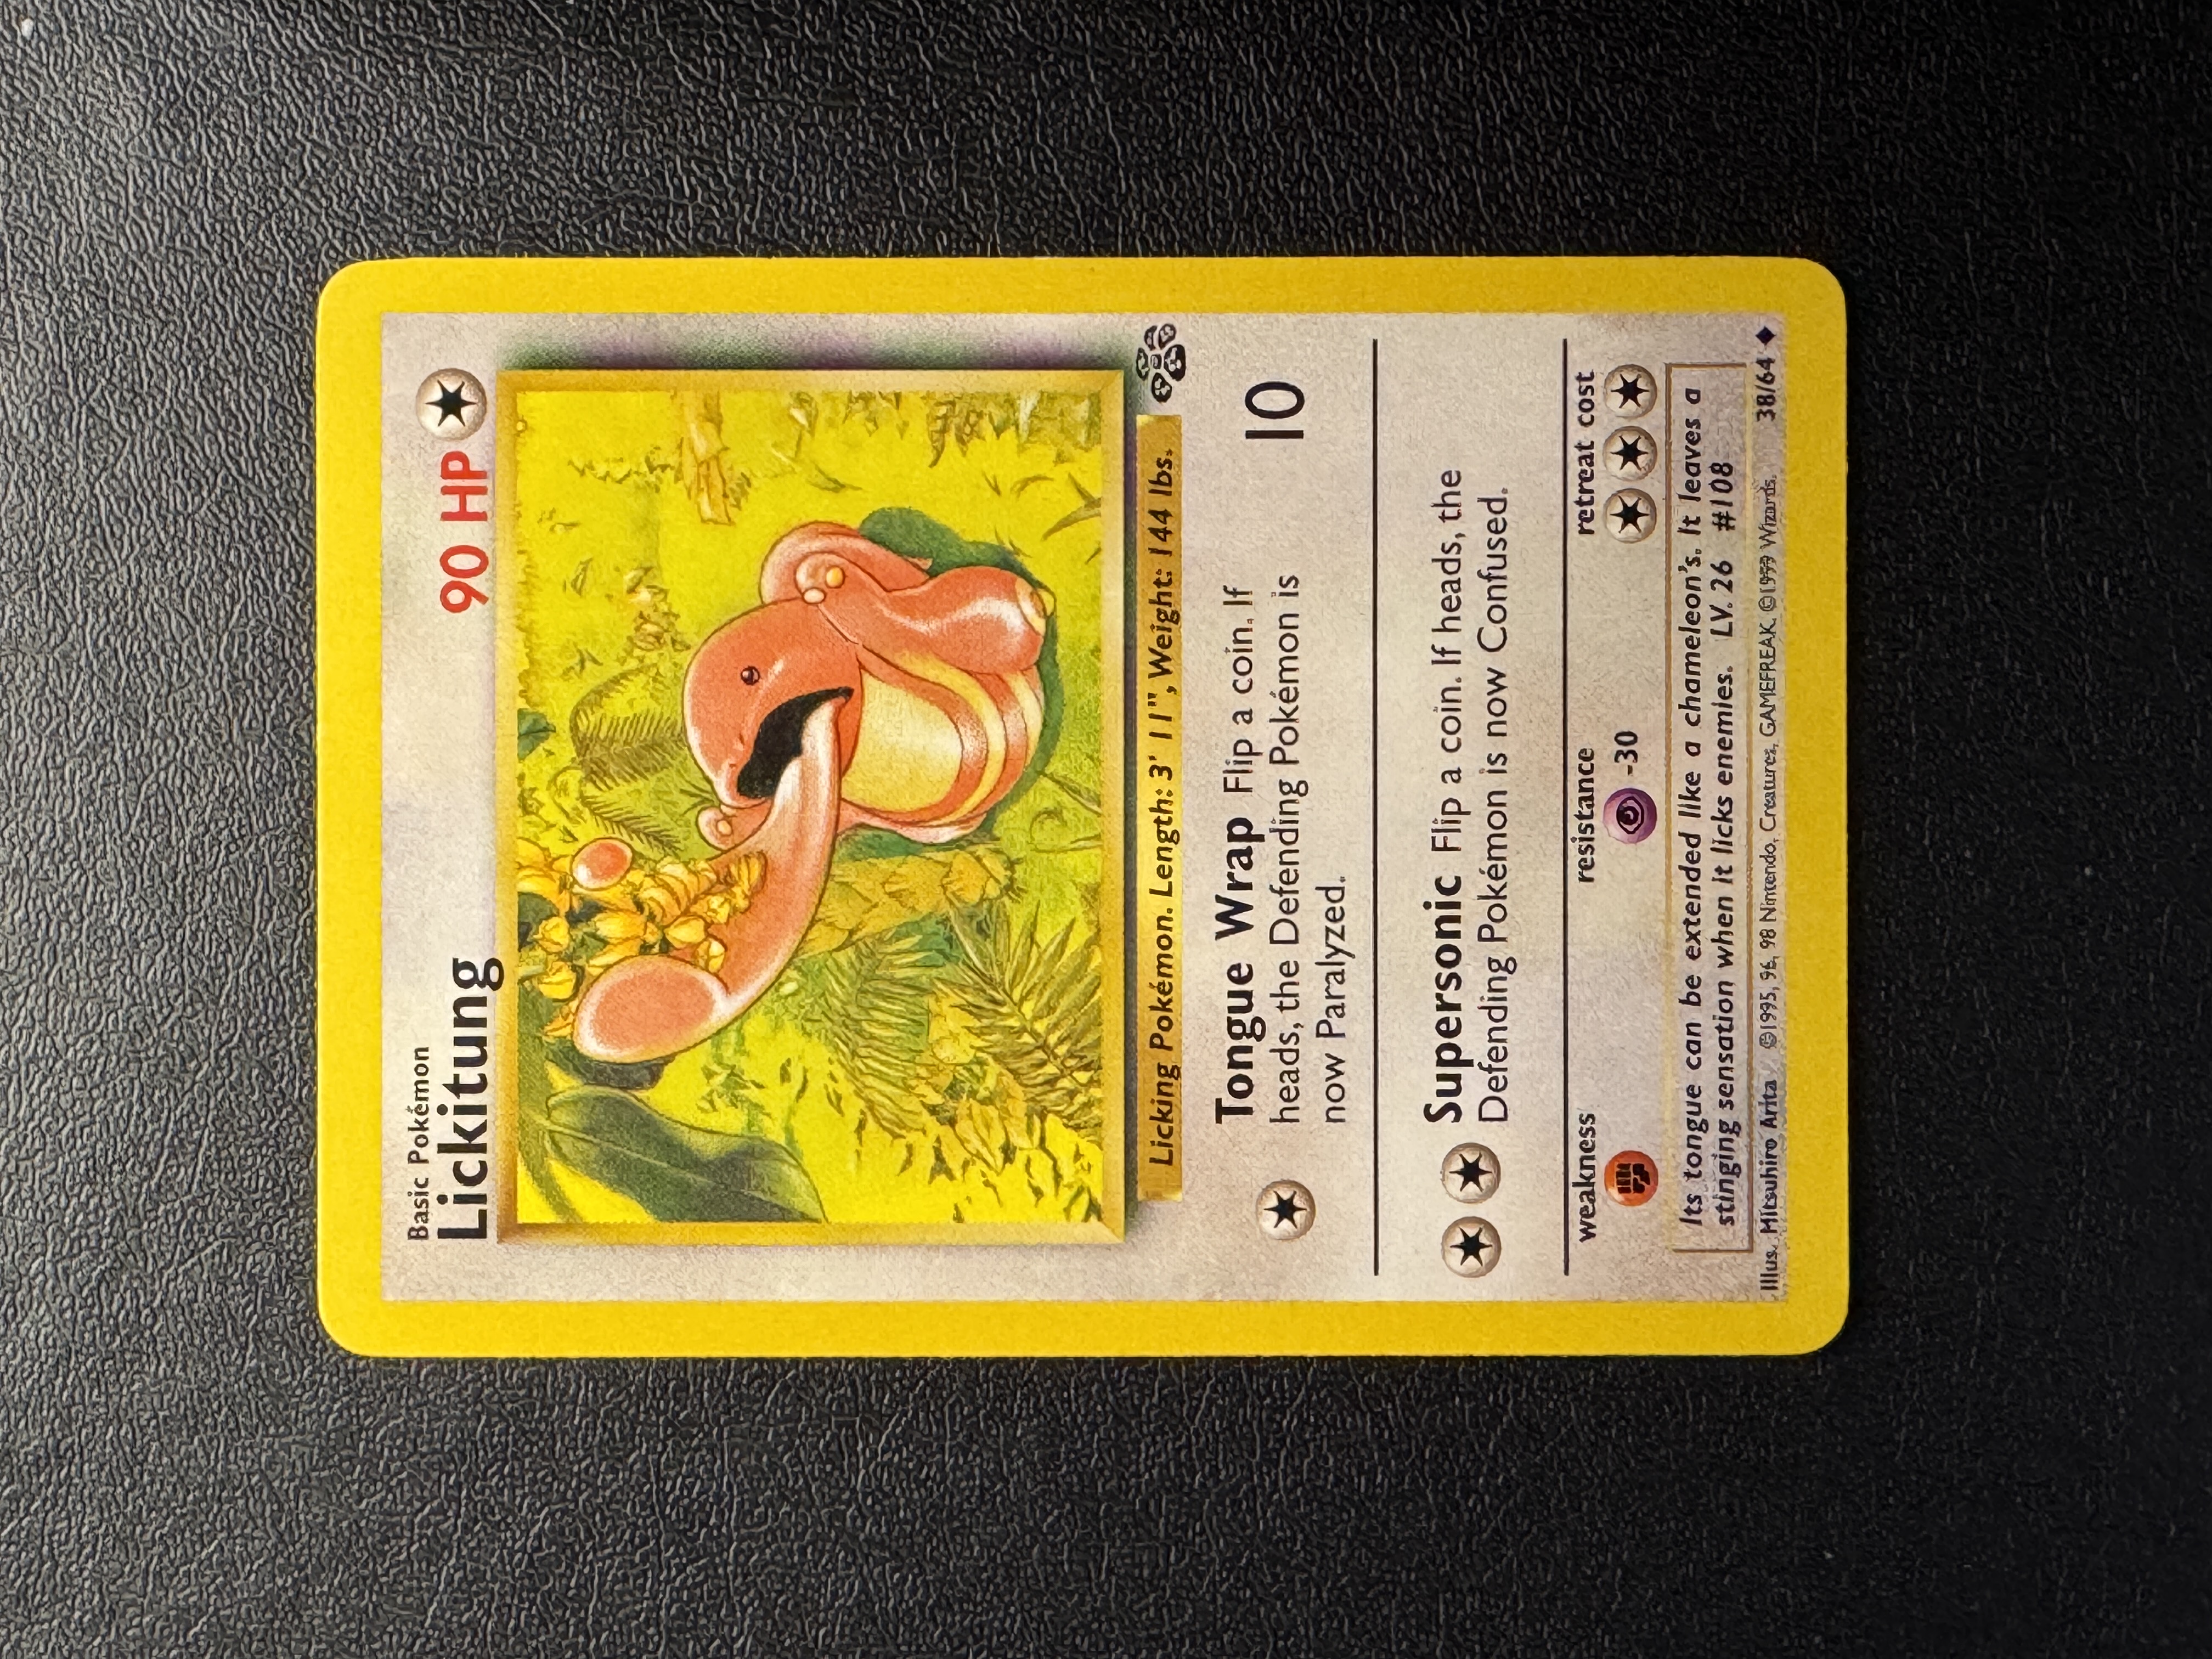 Basic Pokémon
Lickitung
90 HP
Licking Pokémon. Length: 3' 11", Weight: 144 lbs.
Tongue Wrap Flip a coin. If
heads, the Defending Pokémon is
now Paralyzed.
10
Supersonic Flip a coin. If heads, the
Defending Pokémon is now Confused.
weakness
resistance
retreat cost
-30
Its tongue can be extended like a chameleon's. It leaves a
stinging sensation when it licks enemies. LV. 26 #108
Illus. Mitsuhiro Arita ©1995, 96, 98 Nintendo, Creatures, GAMEFREAK. ©1999 Wizards. 38/64